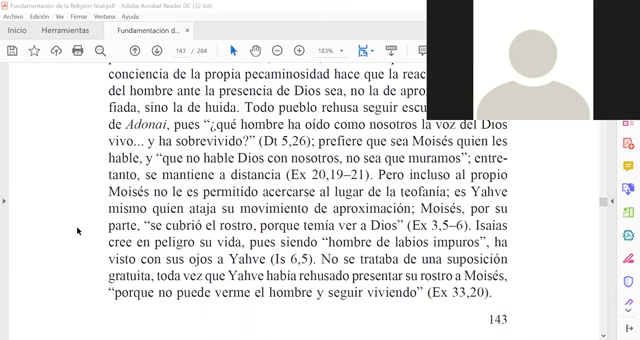 Fundamentación de la Religión-final.pdf - Adobe Acrobat Reader DC (32-bit)
Archivo Edición Ver Firmar Ventana Ayuda
Inicio Herramientas Fundamentación d...
143 / 284 183%
conciencia de la propia pecaminosidad hace que la reac
del hombre ante la presencia de Dios sea, no la de apro
fiada, sino la de huida. Todo pueblo rehusa seguir escu
de Adonai, pues “¿qué hombre ha oído como nosotros la voz del Dios
vivo... y ha sobrevivido?” (Dt 5,26); prefiere que sea Moisés quien les
hable, y “que no hable Dios con nosotros, no sea que muramos”; entre-
tanto, se mantiene a distancia (Ex 20,19–21). Pero incluso al propio
Moisés no le es permitido acercarse al lugar de la teofanía; es Yahve
mismo quien ataja su movimiento de aproximación; Moisés, por su
parte, “se cubrió el rostro, porque temía ver a Dios” (Ex 3,5–6). Isaías
cree en peligro su vida, pues siendo “hombre de labios impuros”, ha
visto con sus ojos a Yahve (Is 6,5). No se trataba de una suposición
gratuita, toda vez que Yahve había rehusado presentar su rostro a Moisés,
“porque no puede verme el hombre y seguir viviendo” (Ex 33,20).
143